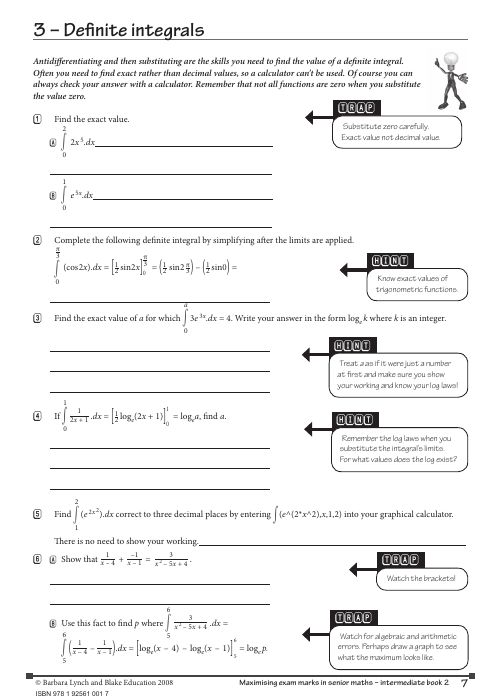 3 – Definite integrals
Antidifferentiating and then substituting are the skills you need to find the value of a definite integral.
Often you need to find exact rather than decimal values, so a calculator can't be used. Of course you can
always check your answer with a calculator. Remember that not all functions are zero when you substitute
the value zero.
TRAP
Substitute zero carefully.
Exact value not decimal value.
1 Find the exact value.
A ∫₀² 2x⁵.dx
B ∫₀¹ e³ˣ.dx
2 Complete the following definite integral by simplifying after the limits are applied.
∫₀^(π/3) (cos2x).dx = [½ sin2x]₀^(π/3) = (½ sin2 π/3) – (½ sin0) =
HINT
Know exact values of
trigonometric functions.
3 Find the exact value of a for which ∫₀ᵃ 3e³ˣ.dx = 4. Write your answer in the form logₑ k where k is an integer.
HINT
Treat a as if it were just a number
at first and make sure you show
your working and know your log laws!
4 If ∫₀¹ 1/(2x + 1) .dx = [½ logₑ(2x + 1)]₀¹ = logₑa, find a.
HINT
Remember the log laws when you
substitute the integral's limits.
For what values does the log exist?
5 Find ∫₁² (e^(2x²)).dx correct to three decimal places by entering ∫(e^(2*x^2),x,1,2) into your graphical calculator.
There is no need to show your working.
6 A Show that 1/(x – 4) + –1/(x – 1) = 3/(x² – 5x + 4).
TRAP
Watch the brackets!
B Use this fact to find p where ∫₅⁶ 3/(x² – 5x + 4) .dx =
∫₅⁶ (1/(x – 4) – 1/(x – 1)).dx = [logₑ(x – 4) – logₑ(x – 1)]₅⁶ = logₑp.
TRAP
Watch for algebraic and arithmetic
errors. Perhaps draw a graph to see
what the maximum looks like.
© Barbara Lynch and Blake Education 2008
Maximising exam marks in senior maths – intermediate book 2 7
ISBN 978 1 92561 001 7